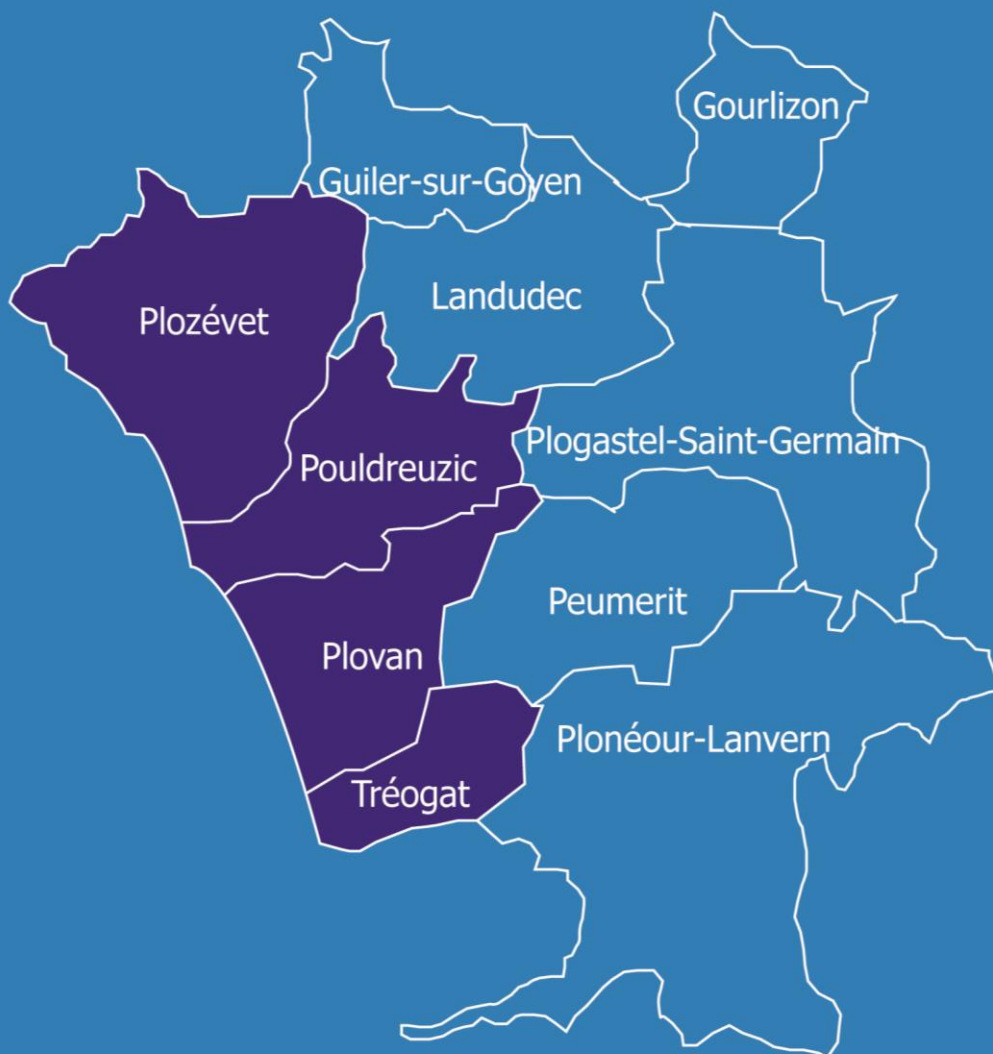 Gourlizon
Guiler-sur-Goyen
Landudec
Plozévet
Plogastel-Saint-Germain
Pouldreuzic
Peumerit
Plovan
Plonéour-Lanvern
Tréogat